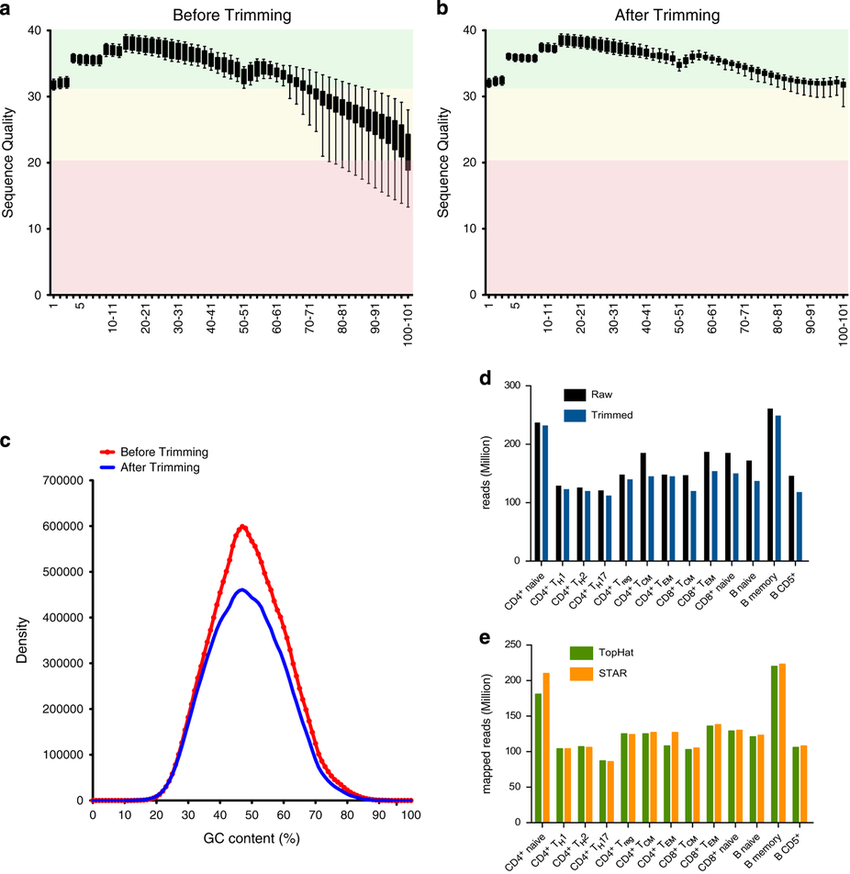 a
Before Trimming
Sequence Quality
40
30
20
10
0
1
5
10-11
20-21
30-31
40-41
50-51
60-61
70-71
80-81
90-91
100-101
b
After Trimming
Sequence Quality
40
30
20
10
0
1
5
10-11
20-21
30-31
40-41
50-51
60-61
70-71
80-81
90-91
100-101
c
Before Trimming
After Trimming
Density
700000
600000
500000
400000
300000
200000
100000
0
0 10 20 30 40 50 60 70 80 90 100
GC content (%)
d
Raw
Trimmed
reads (Million)
300
200
100
0
CD4⁺ naïve
CD4⁺ TH1
CD4⁺ TH2
CD4⁺ TH17
CD4⁺ Treg
CD4⁺ TCM
CD4⁺ TEM
CD8⁺ TCM
CD8⁺ TEM
CD8⁺ naïve
B naïve
B memory
B CD5⁺
e
TopHat
STAR
mapped reads (Million)
250
200
150
100
50
0
CD4⁺ naïve
CD4⁺ TH1
CD4⁺ TH2
CD4⁺ TH17
CD4⁺ Treg
CD4⁺ TCM
CD4⁺ TEM
CD8⁺ TCM
CD8⁺ TEM
CD8⁺ naïve
B naïve
B memory
B CD5⁺